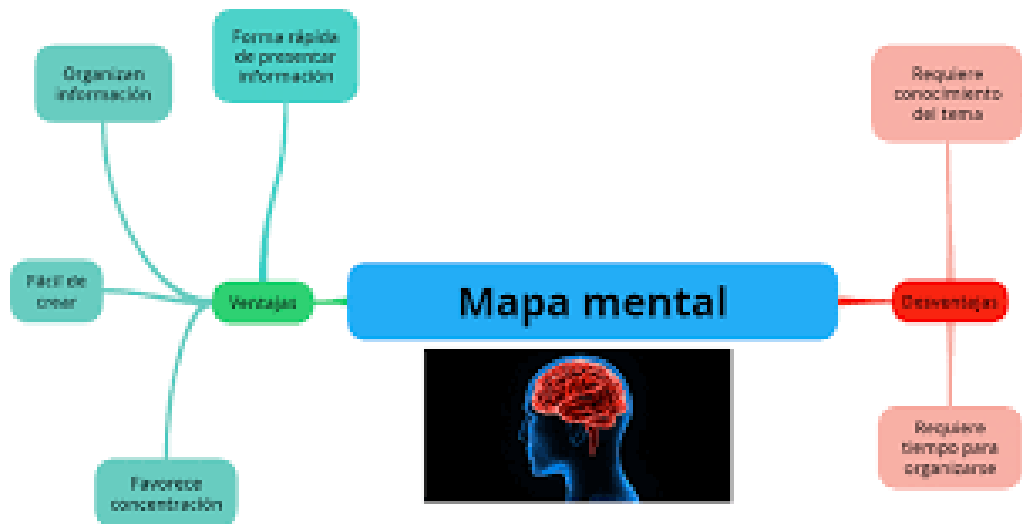 Forma rápida
de presentar
información
Organizan
información
Fácil de
crear
Ventajas
Favorece
concentración
Mapa mental
Requiere
conocimiento
del tema
Desventajas
Requiere
tiempo para
organizarse